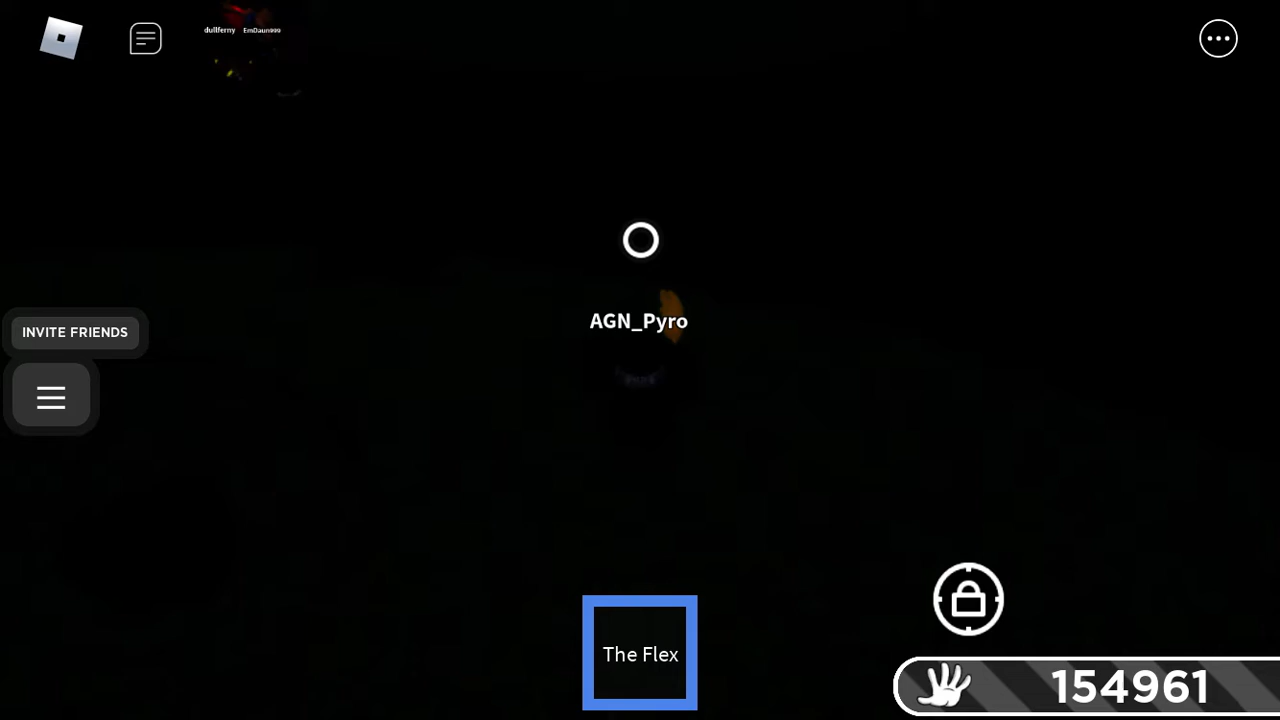 dullferny EmDaun999
INVITE FRIENDS
AGN_Pyro
The Flex
154961